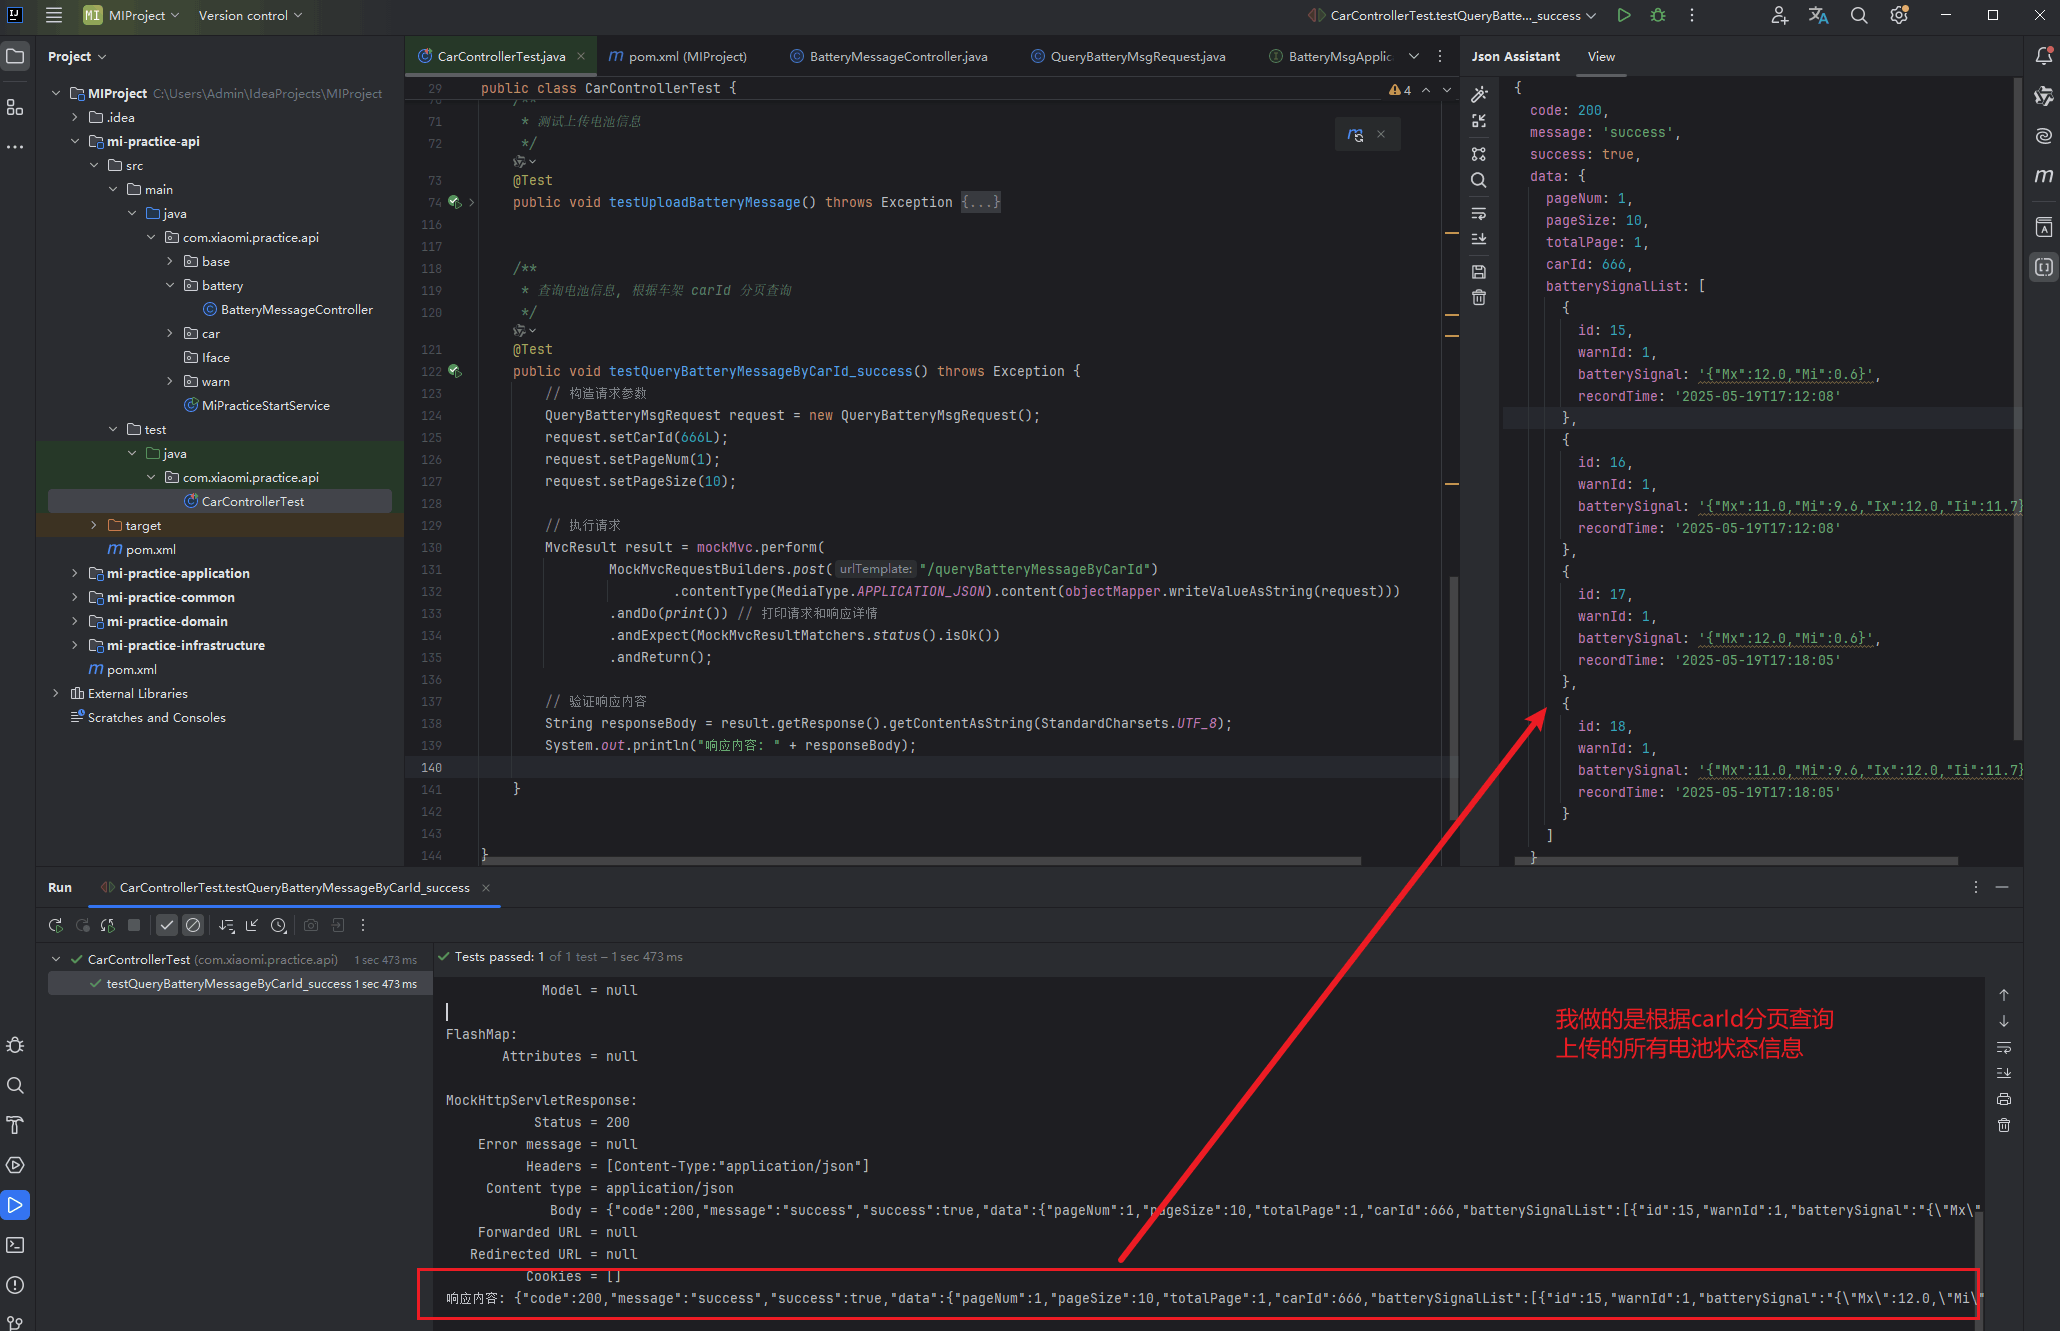 MI MIProject Version control
CarControllerTest.testQueryBatte..._success
Project
MIProject C:\Users\Admin\IdeaProjects\MIProject
.idea
mi-practice-api
src
main
java
com.xiaomi.practice.api
base
battery
BatteryMessageController
car
Iface
warn
MiPracticeStartService
test
java
com.xiaomi.practice.api
CarControllerTest
target
pom.xml
mi-practice-application
mi-practice-common
mi-practice-domain
mi-practice-infrastructure
pom.xml
External Libraries
Scratches and Consoles
CarControllerTest.java pom.xml (MIProject) BatteryMessageController.java QueryBatteryMsgRequest.java BatteryMsgApplic
29 public class CarControllerTest {
4
70 /**
71 * 测试上传电池信息
72 */
73 @Test
74 public void testUploadBatteryMessage() throws Exception {...}
116
117
118 /**
119 * 查询电池信息, 根据车架 carId 分页查询
120 */
121 @Test
122 public void testQueryBatteryMessageByCarId_success() throws Exception {
123 // 构造请求参数
124 QueryBatteryMsgRequest request = new QueryBatteryMsgRequest();
125 request.setCarId(666L);
126 request.setPageNum(1);
127 request.setPageSize(10);
128
129 // 执行请求
130 MvcResult result = mockMvc.perform(
131 MockMvcRequestBuilders.post( urlTemplate: "/queryBatteryMessageByCarId")
132 .contentType(MediaType.APPLICATION_JSON).content(objectMapper.writeValueAsString(request)))
133 .andDo(print()) // 打印请求和响应详情
134 .andExpect(MockMvcResultMatchers.status().isOk())
135 .andReturn();
136
137 // 验证响应内容
138 String responseBody = result.getResponse().getContentAsString(StandardCharsets.UTF_8);
139 System.out.println("响应内容: " + responseBody);
140
141 }
142
143
144 }
Json Assistant View
{
code: 200,
message: 'success',
success: true,
data: {
pageNum: 1,
pageSize: 10,
totalPage: 1,
carId: 666,
batterySignalList: [
{
id: 15,
warnId: 1,
batterySignal: '{"Mx":12.0,"Mi":0.6}',
recordTime: '2025-05-19T17:12:08'
},
{
id: 16,
warnId: 1,
batterySignal: '{"Mx":11.0,"Mi":9.6,"Ix":12.0,"Ii":11.7}
recordTime: '2025-05-19T17:12:08'
},
{
id: 17,
warnId: 1,
batterySignal: '{"Mx":12.0,"Mi":0.6}',
recordTime: '2025-05-19T17:18:05'
},
{
id: 18,
warnId: 1,
batterySignal: '{"Mx":11.0,"Mi":9.6,"Ix":12.0,"Ii":11.7}
recordTime: '2025-05-19T17:18:05'
}
]
}
Run CarControllerTest.testQueryBatteryMessageByCarId_success
CarControllerTest (com.xiaomi.practice.api) 1 sec 473 ms
testQueryBatteryMessageByCarId_success 1 sec 473 ms
Tests passed: 1 of 1 test – 1 sec 473 ms
Model = null
FlashMap:
Attributes = null
MockHttpServletResponse:
Status = 200
Error message = null
Headers = [Content-Type:"application/json"]
Content type = application/json
Body = {"code":200,"message":"success","success":true,"data":{"pageNum":1,"pageSize":10,"totalPage":1,"carId":666,"batterySignalList":[{"id":15,"warnId":1,"batterySignal":"{\"Mx\"
Forwarded URL = null
Redirected URL = null
Cookies = []
响应内容: {"code":200,"message":"success","success":true,"data":{"pageNum":1,"pageSize":10,"totalPage":1,"carId":666,"batterySignalList":[{"id":15,"warnId":1,"batterySignal":"{\"Mx\":12.0,\"Mi\"
我做的是根据carId分页查询
上传的所有电池状态信息